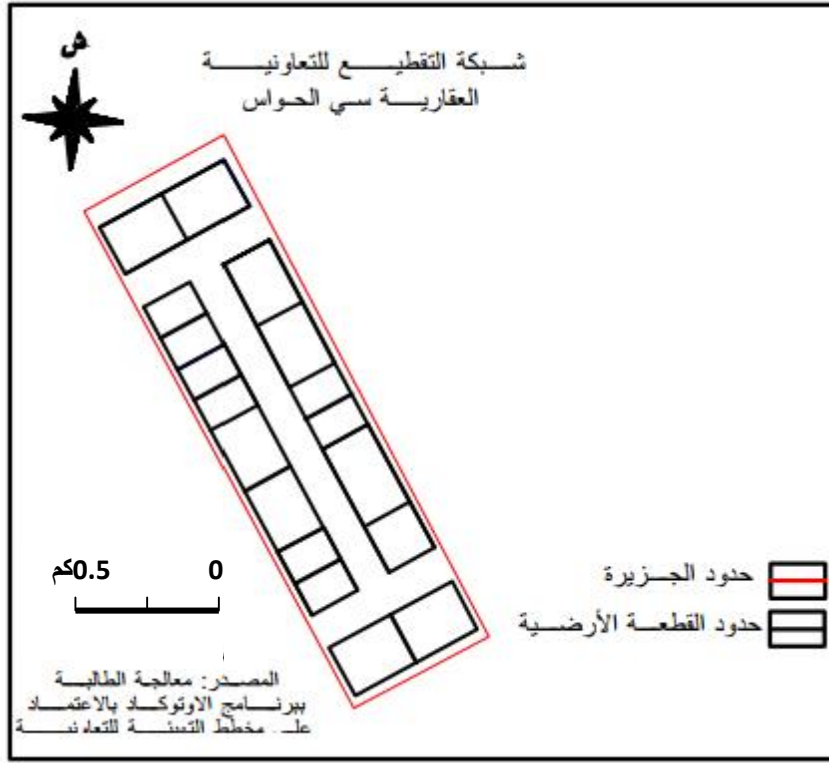 ش
شبكة التقطيع للتعاونية
العقارية سي الحواس
0.5كم
0
حدود الجزيرة
حدود القطعة الأرضية
المصدر: معالجة الطالبة
ببرنامج الاوتوكاد بالاعتماد
على مخطط التهيئة للتعاونية